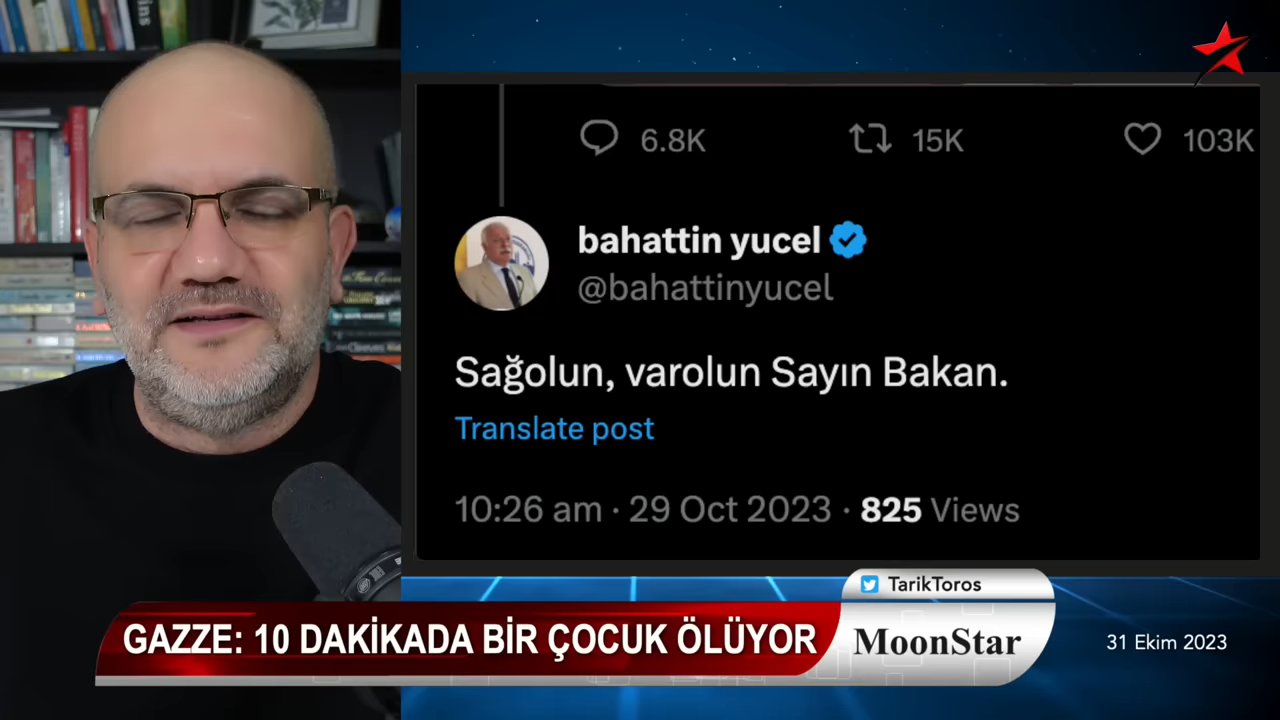 6.8K 15K 103K
bahattin yucel
@bahattinyucel
Sağolun, varolun Sayın Bakan.
Translate post
10:26 am · 29 Oct 2023 · 825 Views
TarikToros
GAZZE: 10 DAKİKADA BİR ÇOCUK ÖLÜYOR
MoonStar
31 Ekim 2023